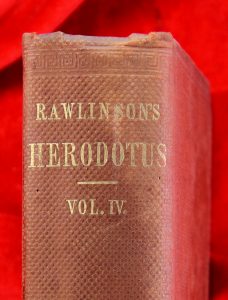 RAWLINSON'S
HERODOTUS
VOL. IV.